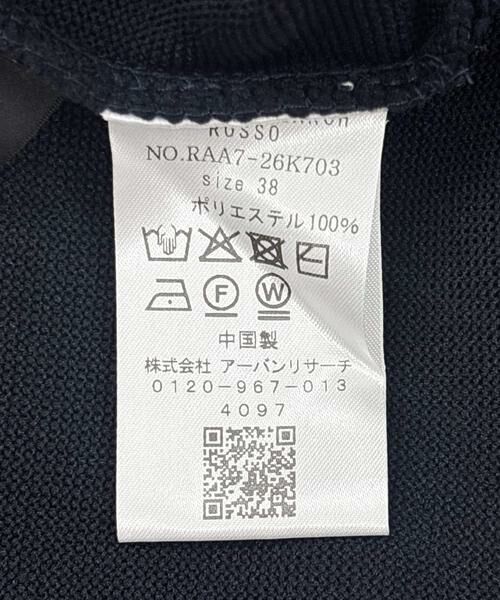 ROSSO
NO.RAA7-26K703
size 38
ポリエステル100%
F
W
中国製
株式会社 アーバンリサーチ
0120-967-013
4097